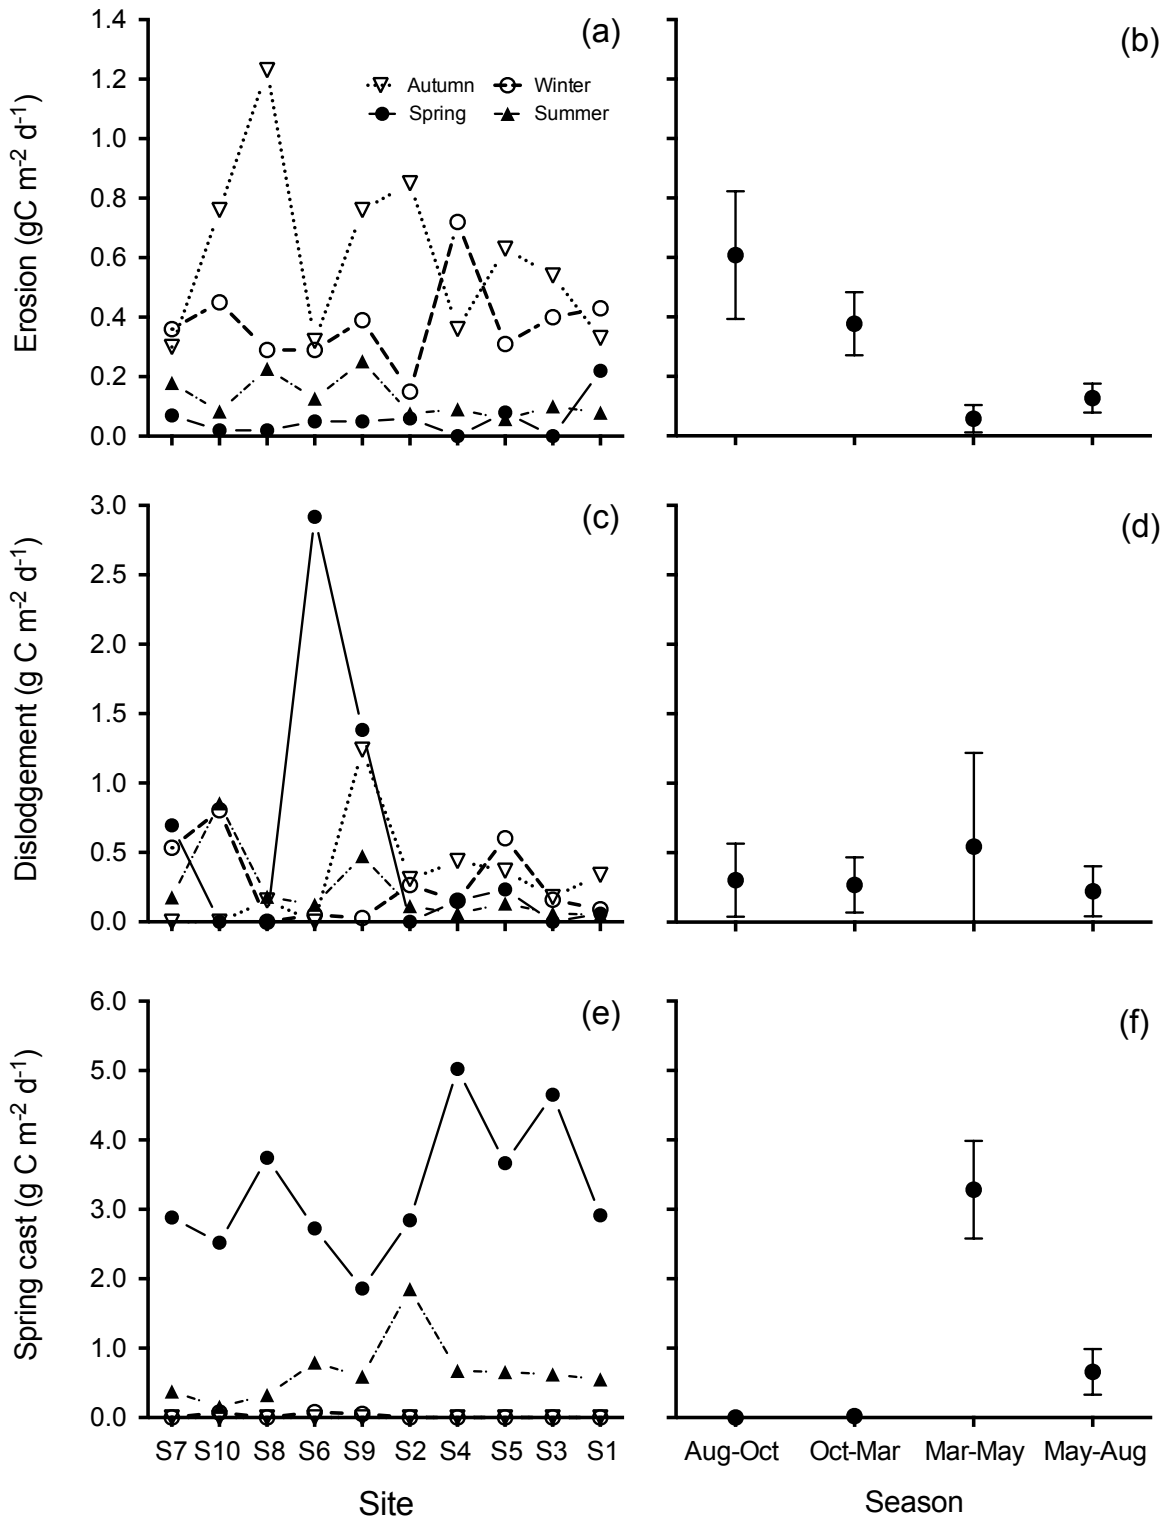 1.4
(a)
(b)
1.2
Autumn Winter
Spring Summer
1.0
0.8
0.6
0.4
0.2
0.0
Erosion (gC m-2 d-1)
3.0
(c)
(d)
2.5
2.0
1.5
1.0
0.5
0.0
Dislodgement (g C m-2 d-1)
6.0
(e)
(f)
5.0
4.0
3.0
2.0
1.0
0.0
Spring cast (g C m-2 d-1)
S7 S10 S8 S6 S9 S2 S4 S5 S3 S1
Aug-Oct Oct-Mar Mar-May May-Aug
Site
Season